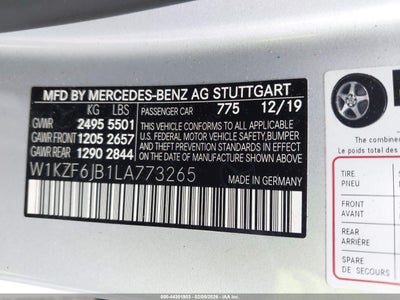 MFD BY MERCEDES-BENZ AG STUTTGART
KG LBS PASSENGER CAR 775 12/19
GVWR 2495 5501
GAWR FRONT 1205 2657
GAWR REAR 1290 2844
THIS VEHICLE CONFORMS TO ALL APPLICABLE
U.S. FEDERAL MOTOR VEHICLE SAFETY, BUMPER,
AND THEFT PREVENTION STANDARDS IN
EFFECT ON THE DATE OF MANUFACTURE
SHOWN ABOVE.
W1KZF6JB1LA773265
MADE IN GERMANY
The combined
Le poids total des
TIRE
PNEU
FRONT
AVANT
REAR
ARRIÈRE
SPARE
DE SECOURS